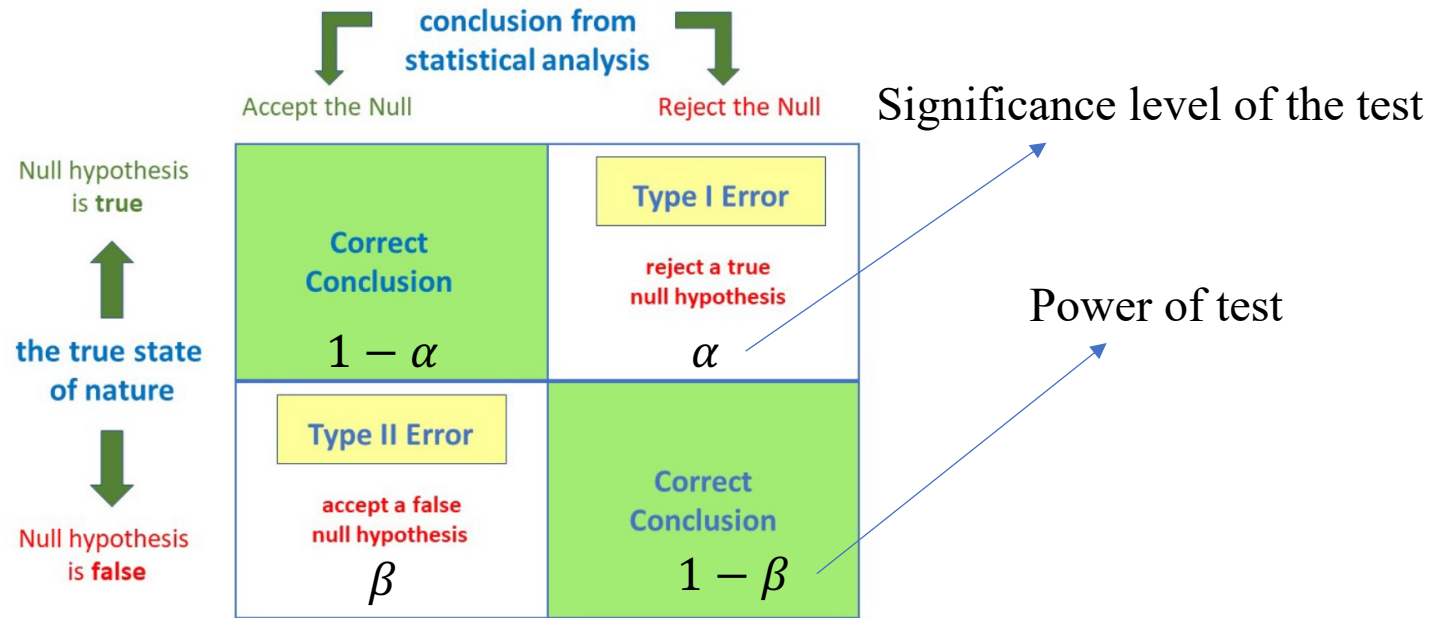 conclusion from
statistical analysis
Accept the Null
Reject the Null
Significance level of the test
Null hypothesis
is true
Type I Error
Correct
Conclusion
reject a true
null hypothesis
1 − α
α
Power of test
the true state
of nature
Type II Error
accept a false
null hypothesis
Correct
Conclusion
Null hypothesis
is false
β
1 − β